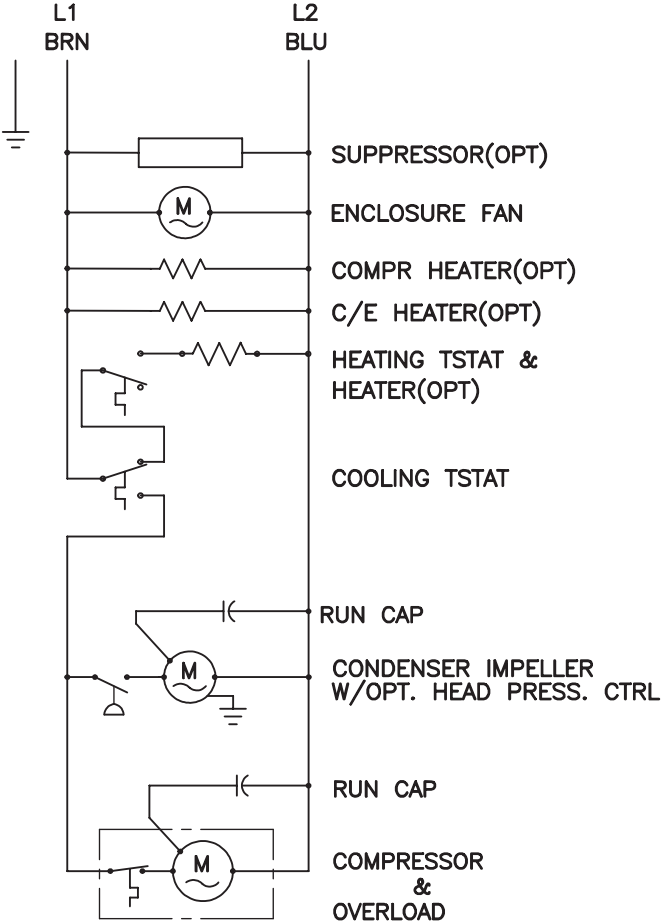 L1 L2
BRN BLU
SUPPRESSOR(OPT)
M
ENCLOSURE FAN
COMPR HEATER(OPT)
C/E HEATER(OPT)
HEATING TSTAT &
HEATER(OPT)
COOLING TSTAT
RUN CAP
M
CONDENSER IMPELLER
W/OPT. HEAD PRESS. CTRL
RUN CAP
M
COMPRESSOR
&
OVERLOAD